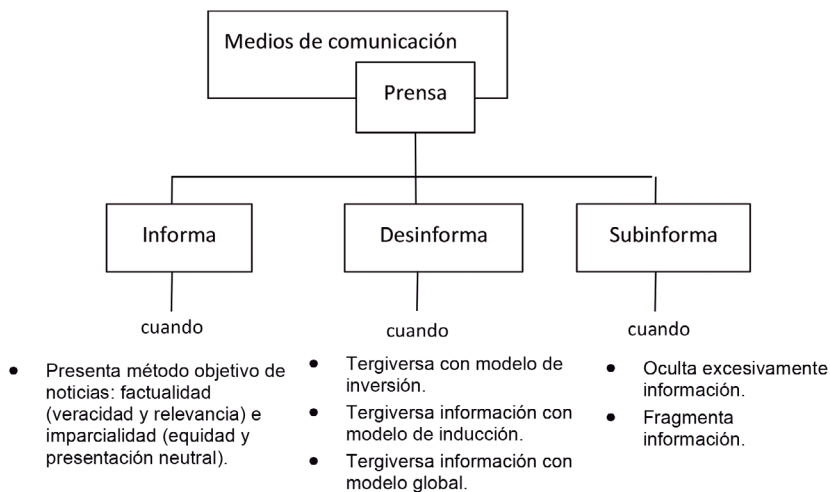 Medios de comunicación
Prensa
Informa
Desinforma
Subinforma
cuando
cuando
cuando
• Presenta método objetivo de
noticias: factualidad
(veracidad y relevancia) e
imparcialidad (equidad y
presentación neutral).
• Tergiversa con modelo de
inversión.
• Tergiversa información con
modelo de inducción.
• Tergiversa información con
modelo global.
• Oculta excesivamente
información.
• Fragmenta
información.